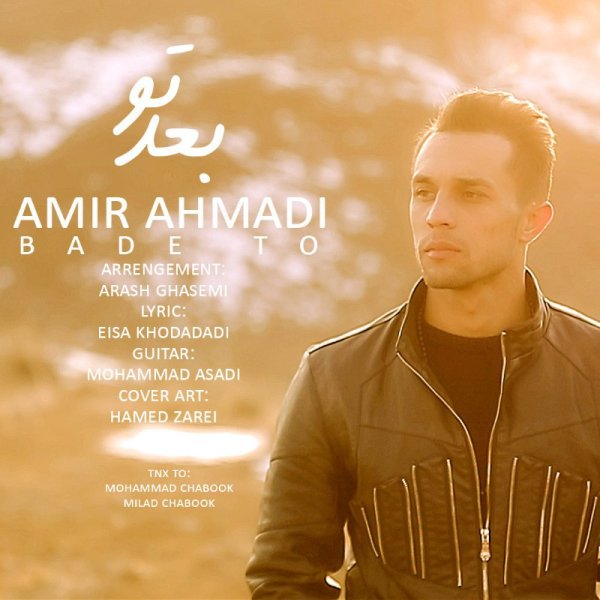 بعد تو
AMIR AHMADI
BADE TO
ARRENGEMENT:
ARASH GHASEMI
LYRIC:
EISA KHODADADI
GUITAR:
MOHAMMAD ASADI
COVER ART:
HAMED ZAREI
TNX TO:
MOHAMMAD CHABOOK
MILAD CHABOOK